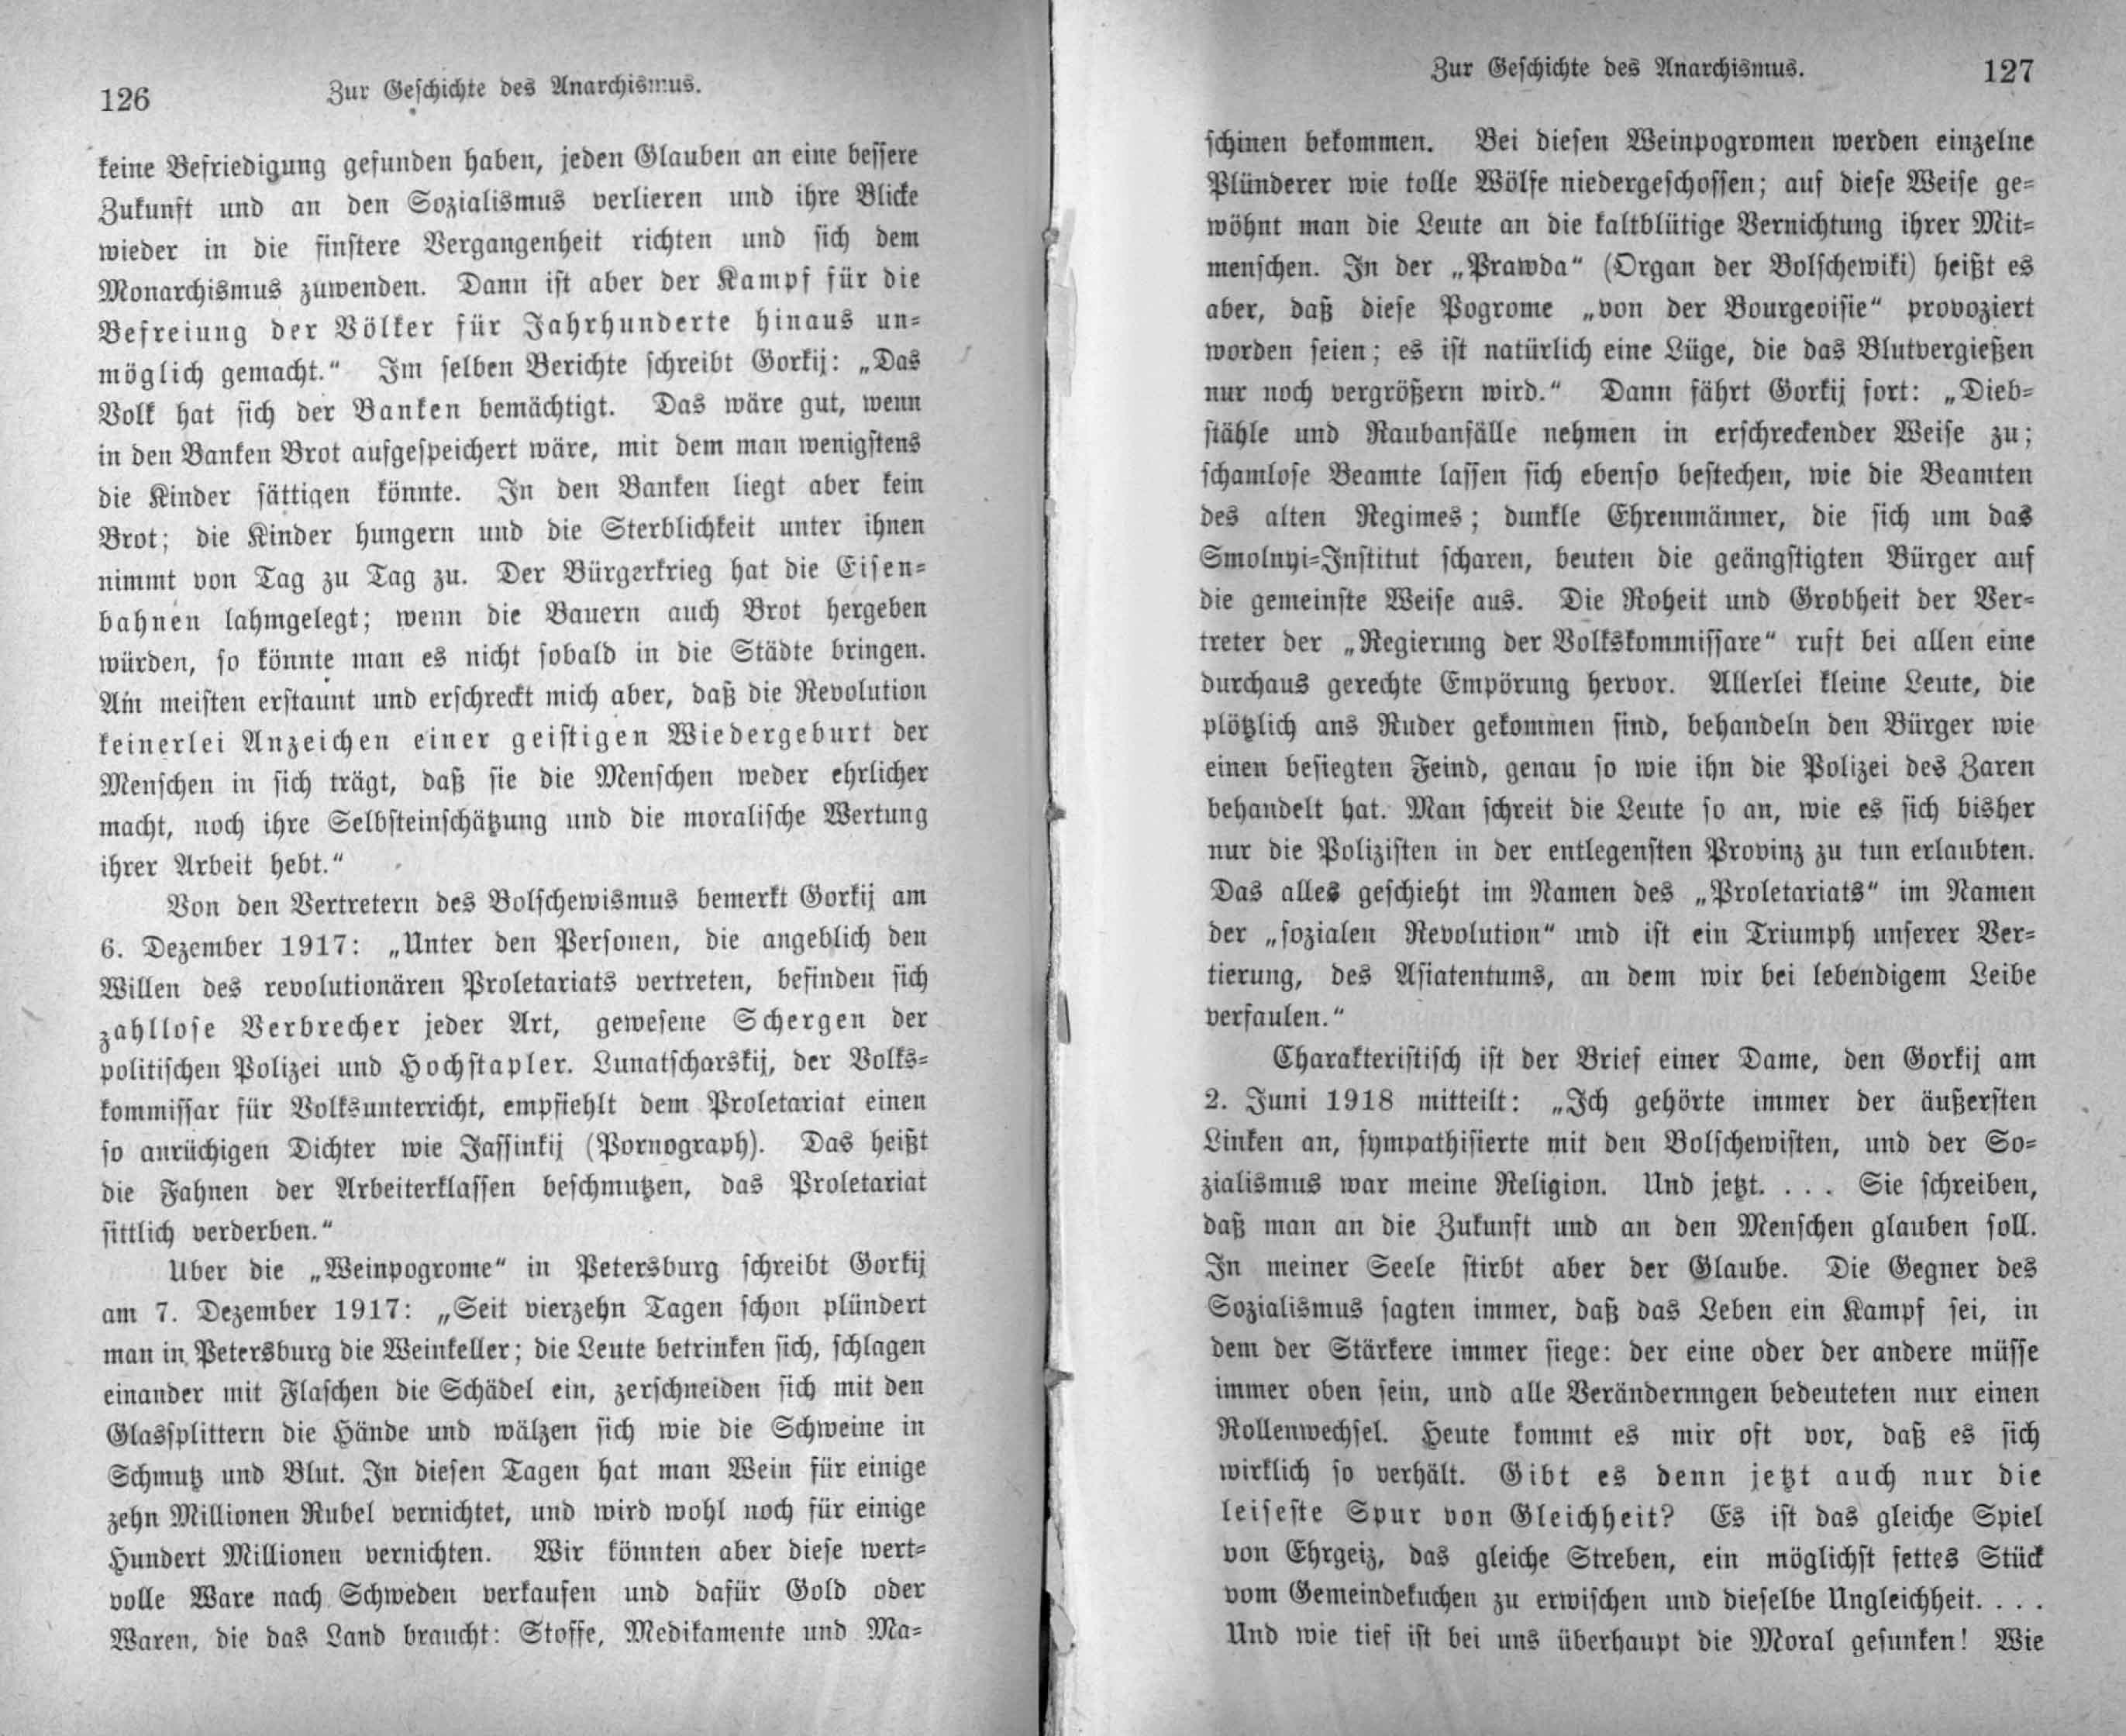 126
Zur Geschichte des Anarchismus.
keine Befriedigung gefunden haben, jeden Glauben an eine bessere
Zukunft und an den Sozialismus verlieren und ihre Blicke
wieder in die finstere Vergangenheit richten und sich dem
Monarchismus zuwenden. Dann ist aber der Kampf für die
Befreiung der Völker für Jahrhunderte hinaus un-
möglich gemacht.“ Im selben Berichte schreibt Gorkij: „Das
Volk hat sich der Banken bemächtigt. Das wäre gut, wenn
in den Banken Brot aufgespeichert wäre, mit dem man wenigstens
die Kinder sättigen könnte. In den Banken liegt aber kein
Brot; die Kinder hungern und die Sterblichkeit unter ihnen
nimmt von Tag zu Tag zu. Der Bürgerkrieg hat die Eisen-
bahnen lahmgelegt; wenn die Bauern auch Brot hergeben
würden, so könnte man es nicht sobald in die Städte bringen.
Am meisten erstaunt und erschreckt mich aber, daß die Revolution
keinerlei Anzeichen einer geistigen Wiedergeburt der
Menschen in sich trägt, daß sie die Menschen weder ehrlicher
macht, noch ihre Selbsteinschätzung und die moralische Wertung
ihrer Arbeit hebt.“
Von den Vertretern des Bolschewismus bemerkt Gorkij am
6. Dezember 1917: „Unter den Personen, die angeblich den
Willen des revolutionären Proletariats vertreten, befinden sich
zahllose Verbrecher jeder Art, gewesene Schergen der
politischen Polizei und Hochstapler. Lunatscharskij, der Volks-
kommissar für Volksunterricht, empfiehlt dem Proletariat einen
so anrüchigen Dichter wie Jassinkij (Pornograph). Das heißt
die Fahnen der Arbeiterklassen beschmutzen, das Proletariat
sittlich verderben.“
Uber die „Weinpogrome“ in Petersburg schreibt Gorkij
am 7. Dezember 1917: „Seit vierzehn Tagen schon plündert
man in Petersburg die Weinkeller; die Leute betrinken sich, schlagen
einander mit Flaschen die Schädel ein, zerschneiden sich mit den
Glassplittern die Hände und wälzen sich wie die Schweine in
Schmutz und Blut. In diesen Tagen hat man Wein für einige
zehn Millionen Rubel vernichtet, und wird wohl noch für einige
Hundert Millionen vernichten. Wir könnten aber diese wert-
volle Ware nach Schweden verkaufen und dafür Gold oder
Waren, die das Land braucht: Stoffe, Medikamente und Ma-
Zur Geschichte des Anarchismus.
127
schinen bekommen. Bei diesen Weinpogromen werden einzelne
Plünderer wie tolle Wölfe niedergeschossen; auf diese Weise ge-
wöhnt man die Leute an die kaltblütige Vernichtung ihrer Mit-
menschen. In der „Prawda“ (Organ der Bolschewiki) heißt es
aber, daß diese Pogrome „von der Bourgeoisie“ provoziert
worden seien; es ist natürlich eine Lüge, die das Blutvergießen
nur noch vergrößern wird.“ Dann fährt Gorkij fort: „Dieb-
stähle und Raubanfälle nehmen in erschreckender Weise zu;
schamlose Beamte lassen sich ebenso bestechen, wie die Beamten
des alten Regimes; dunkle Ehrenmänner, die sich um das
Smolnyi-Institut scharen, beuten die geängstigten Bürger auf
die gemeinste Weise aus. Die Roheit und Grobheit der Ver-
treter der „Regierung der Volkskommissare“ ruft bei allen eine
durchaus gerechte Empörung hervor. Allerlei kleine Leute, die
plötzlich ans Ruder gekommen sind, behandeln den Bürger wie
einen besiegten Feind, genau so wie ihn die Polizei des Zaren
behandelt hat. Man schreit die Leute so an, wie es sich bisher
nur die Polizisten in der entlegensten Provinz zu tun erlaubten.
Das alles geschieht im Namen des „Proletariats“ im Namen
der „sozialen Revolution“ und ist ein Triumph unserer Ver-
tierung, des Asiatentums, an dem wir bei lebendigem Leibe
verfaulen.“
Charakteristisch ist der Brief einer Dame, den Gorkij am
2. Juni 1918 mitteilt: „Ich gehörte immer der äußersten
Linken an, sympathisierte mit den Bolschewisten, und der So-
zialismus war meine Religion. Und jetzt. . . . Sie schreiben,
daß man an die Zukunft und an den Menschen glauben soll.
In meiner Seele stirbt aber der Glaube. Die Gegner des
Sozialismus sagten immer, daß das Leben ein Kampf sei, in
dem der Stärkere immer siege: der eine oder der andere müsse
immer oben sein, und alle Verändernngen bedeuteten nur einen
Rollenwechsel. Heute kommt es mir oft vor, daß es sich
wirklich so verhält. Gibt es denn jetzt auch nur die
leiseste Spur von Gleichheit? Es ist das gleiche Spiel
von Ehrgeiz, das gleiche Streben, ein möglichst fettes Stück
vom Gemeindekuchen zu erwischen und dieselbe Ungleichheit. . . .
Und wie tief ist bei uns überhaupt die Moral gesunken! Wie